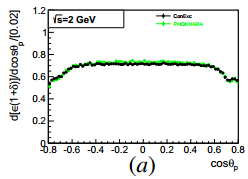 √s=2 GeV
ConExc
PHOKHARA
d[ϵ(1+δ)]/dcosθp/[0.02]
1.2
1
0.8
0.6
0.4
0.2
0
-0.8 -0.6 -0.4 -0.2 0 0.2 0.4 0.6 0.8
(a)
cosθp